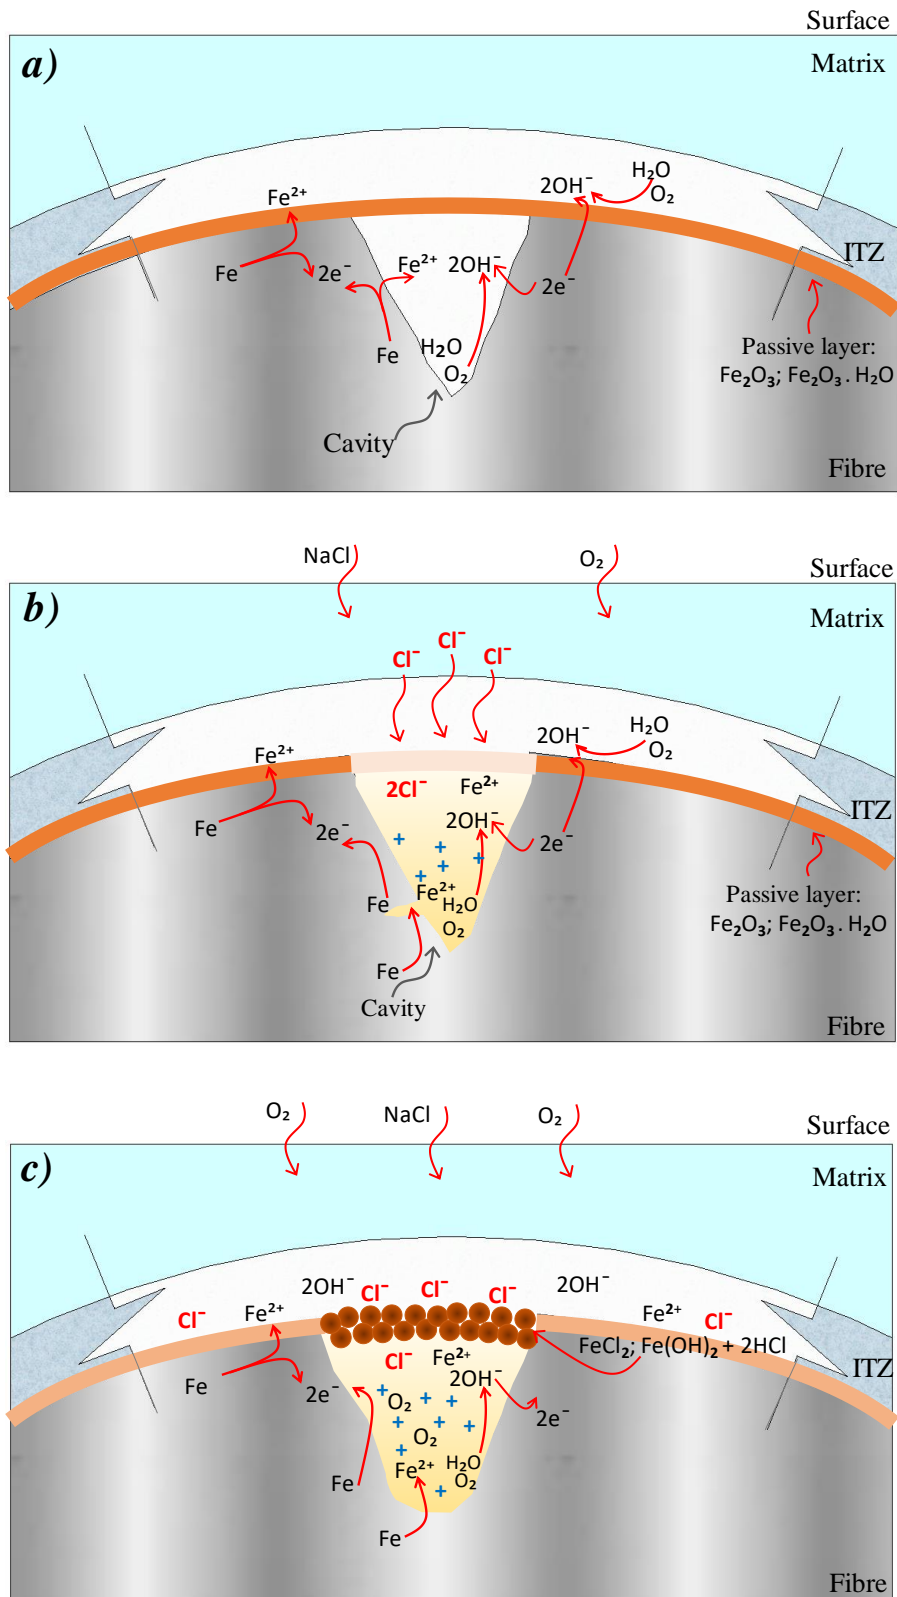 Surface
a)
Matrix
H₂O
2OH⁻
O₂
Fe²⁺
ITZ
Fe
2e⁻
Fe²⁺
2OH⁻
2e⁻
Fe
H₂O
O₂
Passive layer:
Fe₂O₃; Fe₂O₃ . H₂O
Cavity
Fibre
NaCl
O₂
Surface
b)
Matrix
Cl⁻
Cl⁻
Cl⁻
2OH⁻
H₂O
O₂
Fe²⁺
2Cl⁻
Fe²⁺
ITZ
Fe
2e⁻
2OH⁻
2e⁻
+
+
+
+
+
Fe
Fe²⁺
H₂O
O₂
Passive layer:
Fe₂O₃; Fe₂O₃ . H₂O
Fe
Cavity
Fibre
O₂
NaCl
O₂
Surface
c)
Matrix
2OH⁻
Cl⁻
Cl⁻
Cl⁻
2OH⁻
Cl⁻
Fe²⁺
Fe²⁺
Cl⁻
FeCl₂; Fe(OH)₂ + 2HCl
ITZ
Cl⁻
Fe²⁺
Fe
2e⁻
2OH⁻
2e⁻
+
O₂
+
+
+
+
+
O₂
+
Fe²⁺
H₂O
O₂
Fe
+
Fe
Fibre